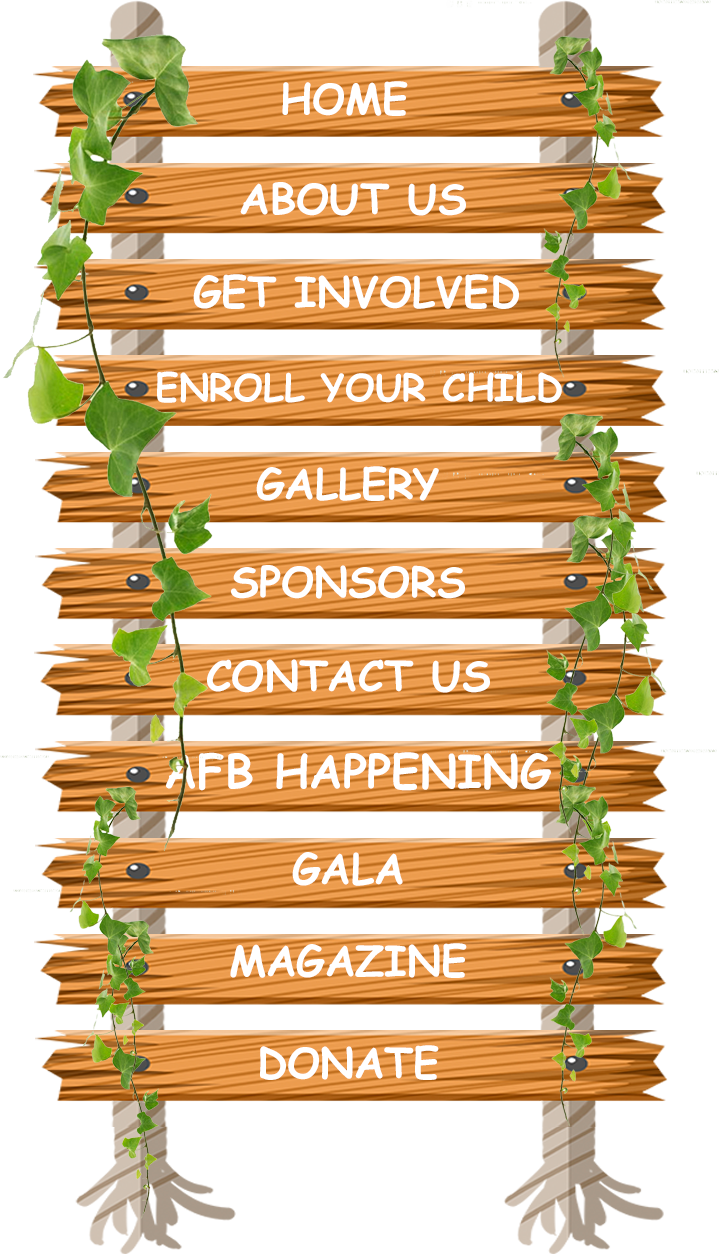 HOME
ABOUT US
GET INVOLVED
ENROLL YOUR CHILD
GALLERY
SPONSORS
CONTACT US
AFB HAPPENING
GALA
MAGAZINE
DONATE